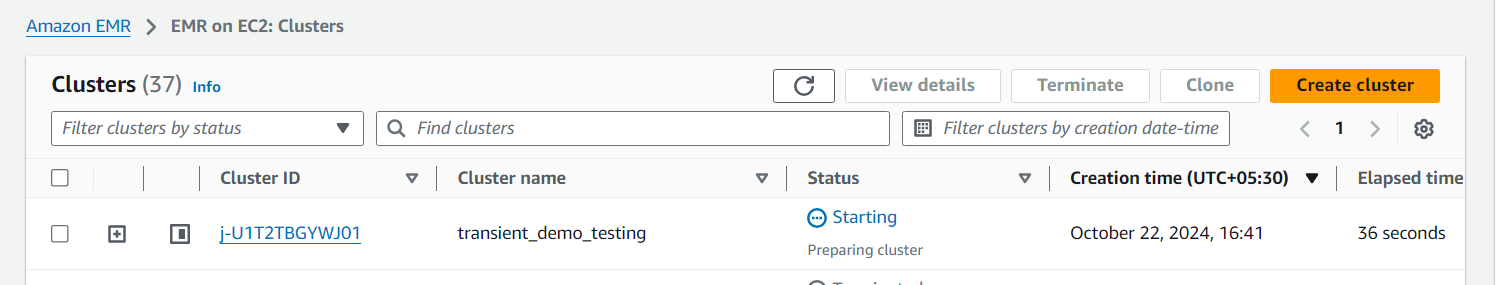 Amazon EMR > EMR on EC2: Clusters
Clusters (37) Info View details Terminate Clone Create cluster
Filter clusters by status Find clusters Filter clusters by creation date-time 1
Cluster ID Cluster name Status Creation time (UTC+05:30) Elapsed time
j-U1T2TBGYWJ01 transient_demo_testing Starting October 22, 2024, 16:41 36 seconds
Preparing cluster